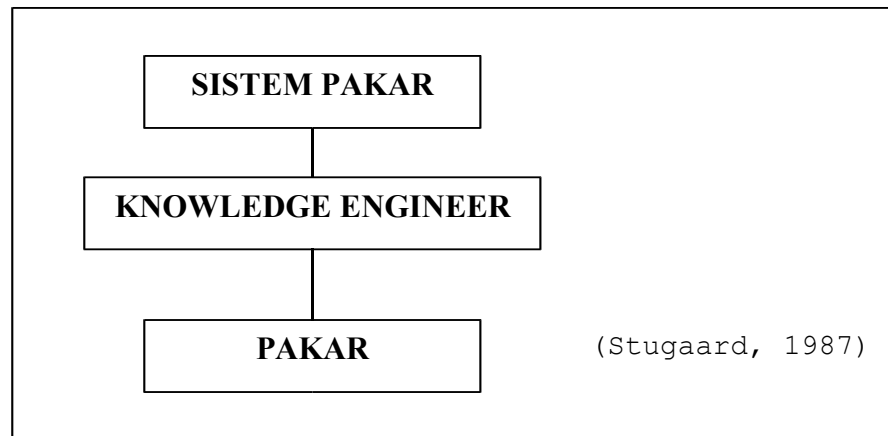 SISTEM PAKAR
KNOWLEDGE ENGINEER
PAKAR
(Stugaard, 1987)